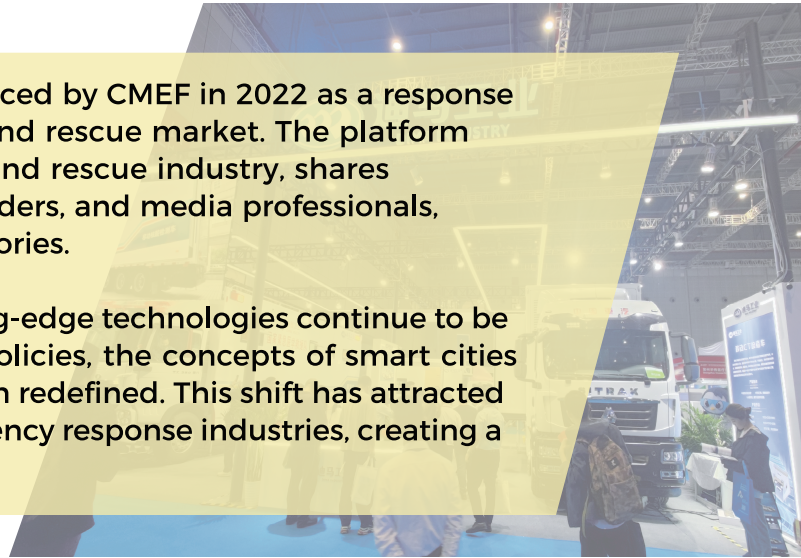 ced by CMEF in 2022 as a response
nd rescue market. The platform
nd rescue industry, shares
ders, and media professionals,
ories.
g-edge technologies continue to be
olicies, the concepts of smart cities
n redefined. This shift has attracted
ency response industries, creating a